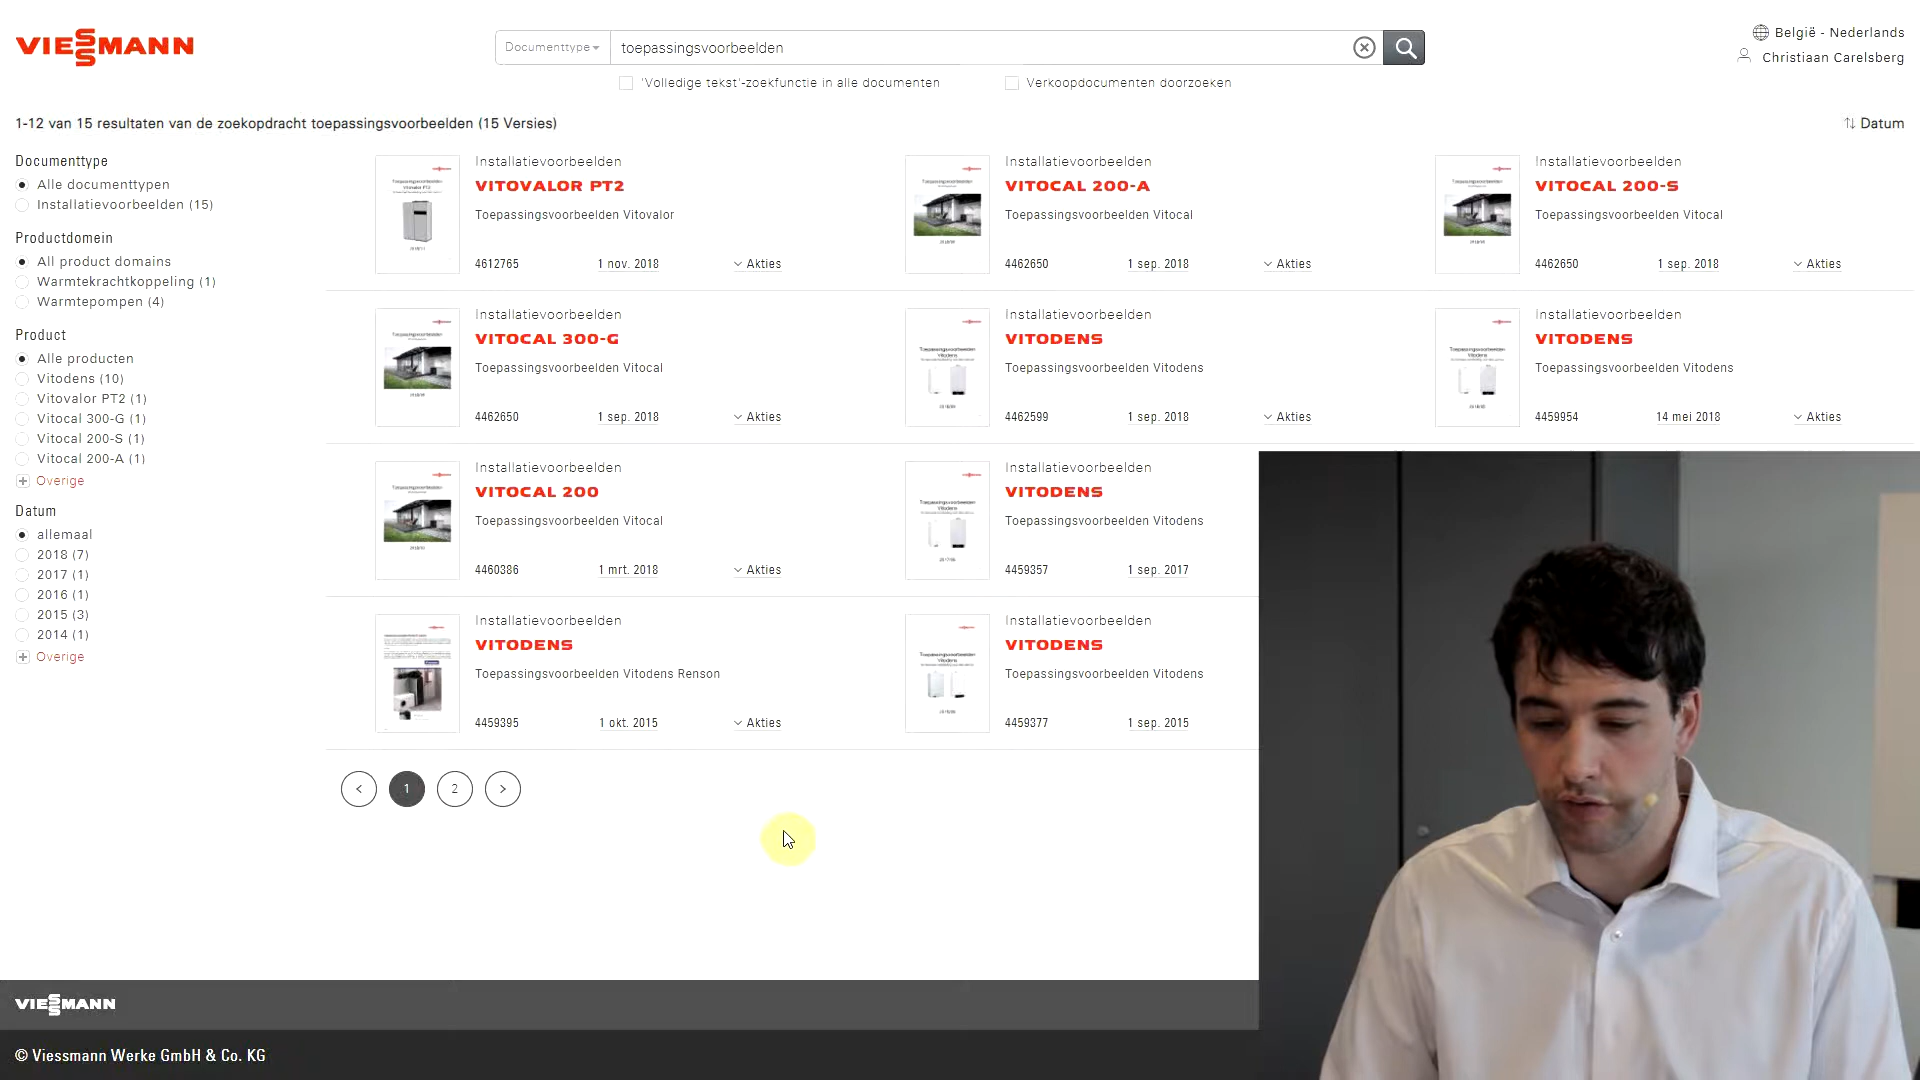 VIESSMANN
Documenttype
toepassingsvoorbeelden
België - Nederlands
Christiaan Carelsberg
'Volledige tekst'-zoekfunctie in alle documenten
Verkoopdocumenten doorzoeken
1-12 van 15 resultaten van de zoekopdracht toepassingsvoorbeelden (15 Versies)
Datum
Documenttype
Alle documenttypen
Installatievoorbeelden (15)
Productdomein
All product domains
Warmtekrachtkoppeling (1)
Warmtepompen (4)
Product
Alle producten
Vitodens (10)
Vitovalor PT2 (1)
Vitocal 300-G (1)
Vitocal 200-S (1)
Vitocal 200-A (1)
Overige
Datum
allemaal
2018 (7)
2017 (1)
2016 (1)
2015 (3)
2014 (1)
Overige
Installatievoorbeelden
VITOVALOR PT2
Toepassingsvoorbeelden Vitovalor
4612765 1 nov. 2018 Akties
Installatievoorbeelden
VITOCAL 200-A
Toepassingsvoorbeelden Vitocal
4462650 1 sep. 2018 Akties
Installatievoorbeelden
VITOCAL 200-S
Toepassingsvoorbeelden Vitocal
4462650 1 sep. 2018 Akties
Installatievoorbeelden
VITOCAL 300-G
Toepassingsvoorbeelden Vitocal
4462650 1 sep. 2018 Akties
Installatievoorbeelden
VITODENS
Toepassingsvoorbeelden Vitodens
4462599 1 sep. 2018 Akties
Installatievoorbeelden
VITODENS
Toepassingsvoorbeelden Vitodens
4459954 14 mei 2018 Akties
Installatievoorbeelden
VITOCAL 200
Toepassingsvoorbeelden Vitocal
4460386 1 mrt. 2018 Akties
Installatievoorbeelden
VITODENS
Toepassingsvoorbeelden Vitodens
4459357 1 sep. 2017
Installatievoorbeelden
VITODENS
Toepassingsvoorbeelden Vitodens Renson
4459395 1 okt. 2015 Akties
Installatievoorbeelden
VITODENS
Toepassingsvoorbeelden Vitodens
4459377 1 sep. 2015
< 1 2 >
VIESSMANN
© Viessmann Werke GmbH & Co. KG